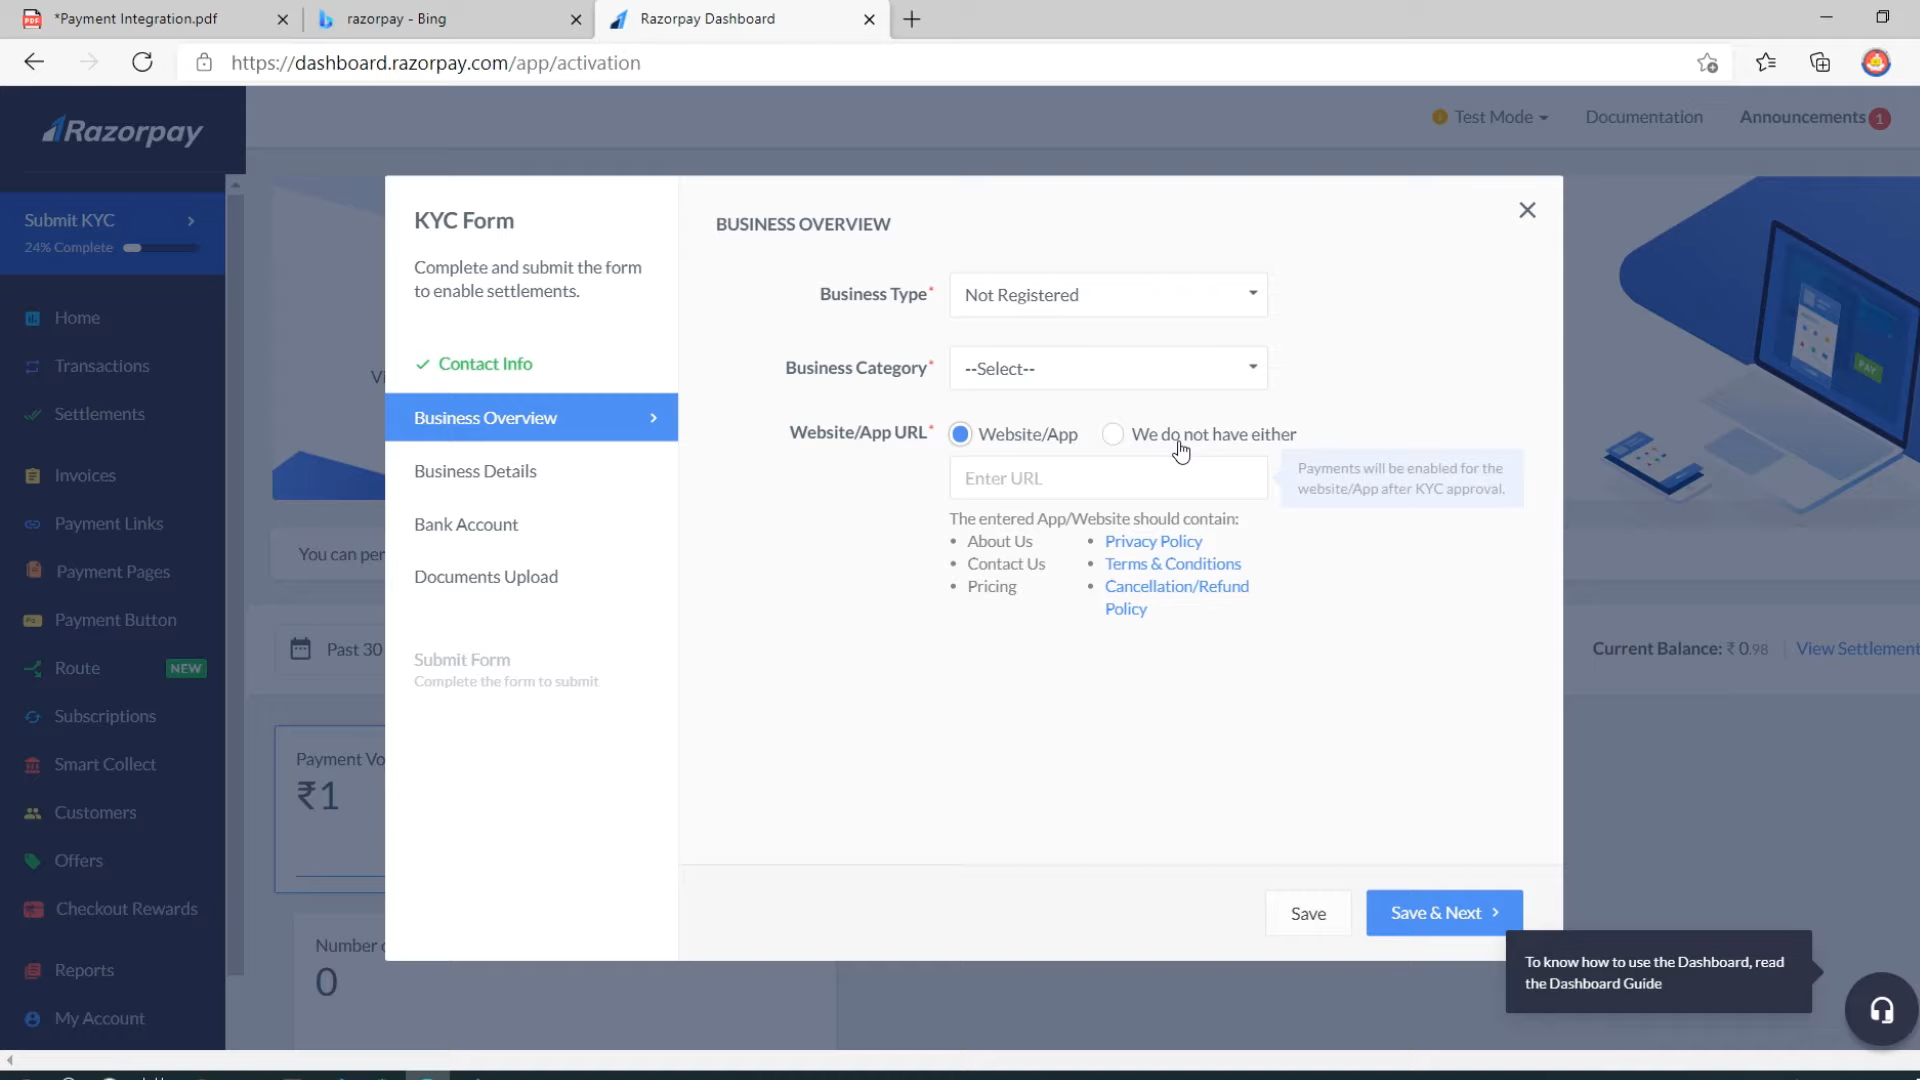 *Payment Integration.pdf
razorpay - Bing
Razorpay Dashboard
https://dashboard.razorpay.com/app/activation
Razorpay
Test Mode
Documentation
Announcements 1
Submit KYC
24% Complete
Home
Transactions
Settlements
Invoices
Payment Links
Payment Pages
Payment Button
Route NEW
Subscriptions
Smart Collect
Customers
Offers
Checkout Rewards
Reports
My Account
KYC Form
Complete and submit the form
to enable settlements.
Contact Info
Business Overview
Business Details
Bank Account
Documents Upload
Submit Form
Complete the form to submit
BUSINESS OVERVIEW
Business Type* Not Registered
Business Category* --Select--
Website/App URL* Website/App We do not have either
Enter URL
Payments will be enabled for the
website/App after KYC approval.
The entered App/Website should contain:
• About Us
• Contact Us
• Pricing
• Privacy Policy
• Terms & Conditions
• Cancellation/Refund
Policy
Save
Save & Next
PAY
You can per
Past 30
Current Balance: ₹ 0.98
View Settlement
Payment Vo
₹1
Number
0
To know how to use the Dashboard, read
the Dashboard Guide